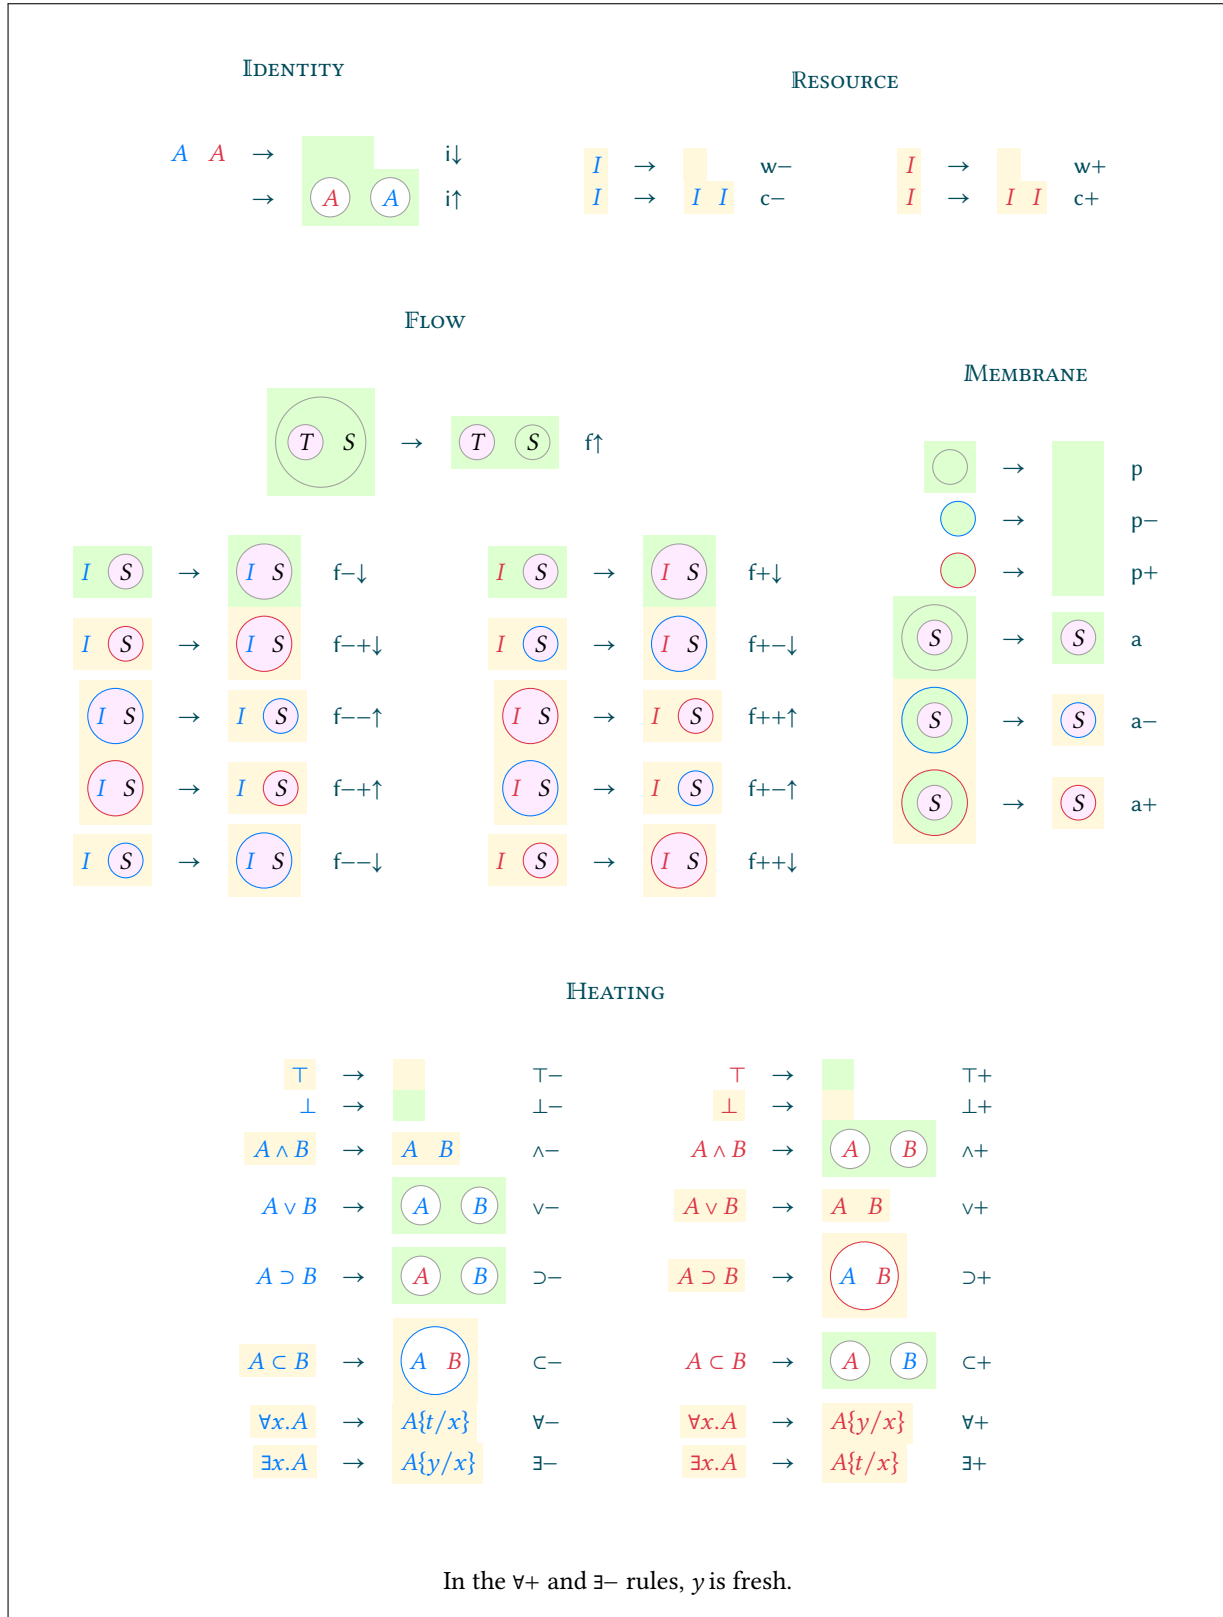 IDENTITY
A A → i↓
→ A A i↑
RESOURCE
I → w−
I → I I c−
I → w+
I → I I c+
FLOW
T S → T S f↑
I S → I S f−↓
I S → I S f−+↓
I S → I S f−−↑
I S → I S f−+↑
I S → I S f−−↓
I S → I S f+↓
I S → I S f+−↓
I S → I S f++↑
I S → I S f+−↑
I S → I S f++↓
MEMBRANE
→ p
→ p−
→ p+
S → S a
S → S a−
S → S a+
HEATING
⊤ → ⊤−
⊥ → ⊥−
A ∧ B → A B ∧−
A ∨ B → A B ∨−
A ⊃ B → A B ⊃−
A ⊂ B → A B ⊂−
∀x.A → A{t/x} ∀−
∃x.A → A{y/x} ∃−
⊤ → ⊤+
⊥ → ⊥+
A ∧ B → A B ∧+
A ∨ B → A B ∨+
A ⊃ B → A B ⊃+
A ⊂ B → A B ⊂+
∀x.A → A{y/x} ∀+
∃x.A → A{t/x} ∃+
In the ∀+ and ∃− rules, y is fresh.